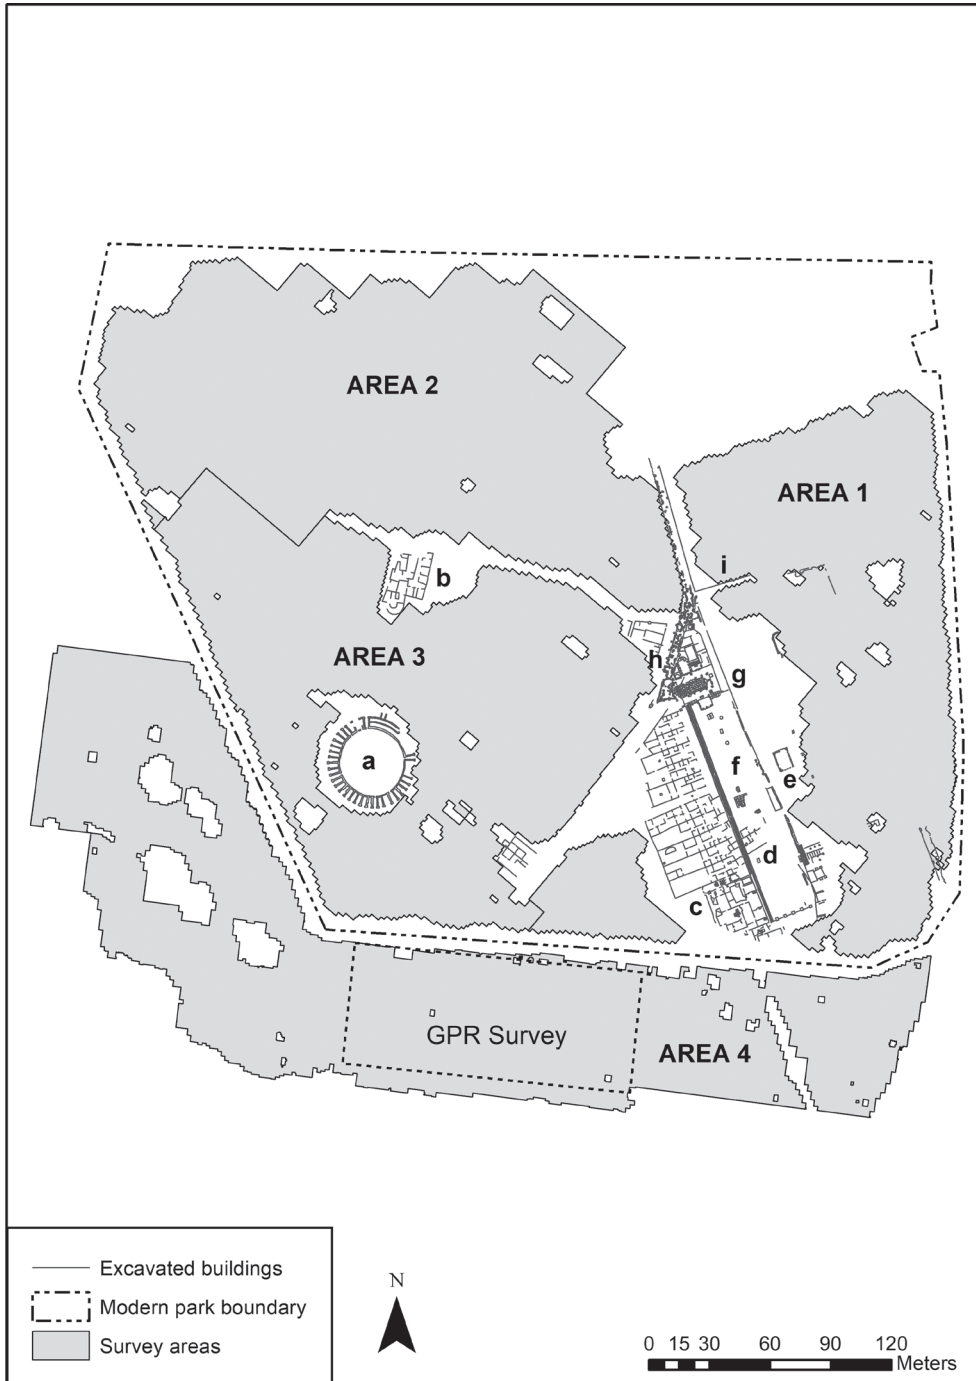 AREA 2
AREA 1
i
b
AREA 3
h
g
a
f
e
d
c
GPR Survey
AREA 4
Excavated buildings
Modern park boundary
Survey areas
N
0 15 30 60 90 120
Meters